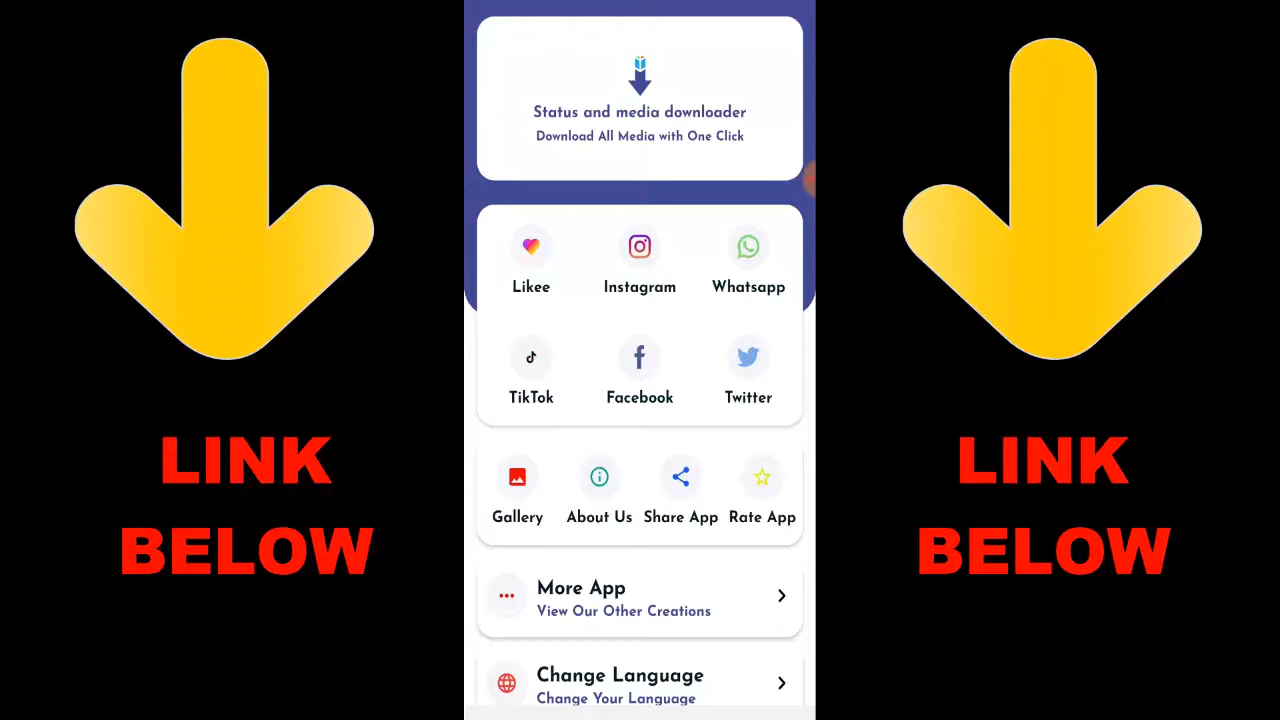 Status and media downloader
Download All Media with One Click
Likee Instagram Whatsapp
TikTok Facebook Twitter
Gallery About Us Share App Rate App
More App
View Our Other Creations
Change Language
Change Your Language
LINK
BELOW
LINK
BELOW